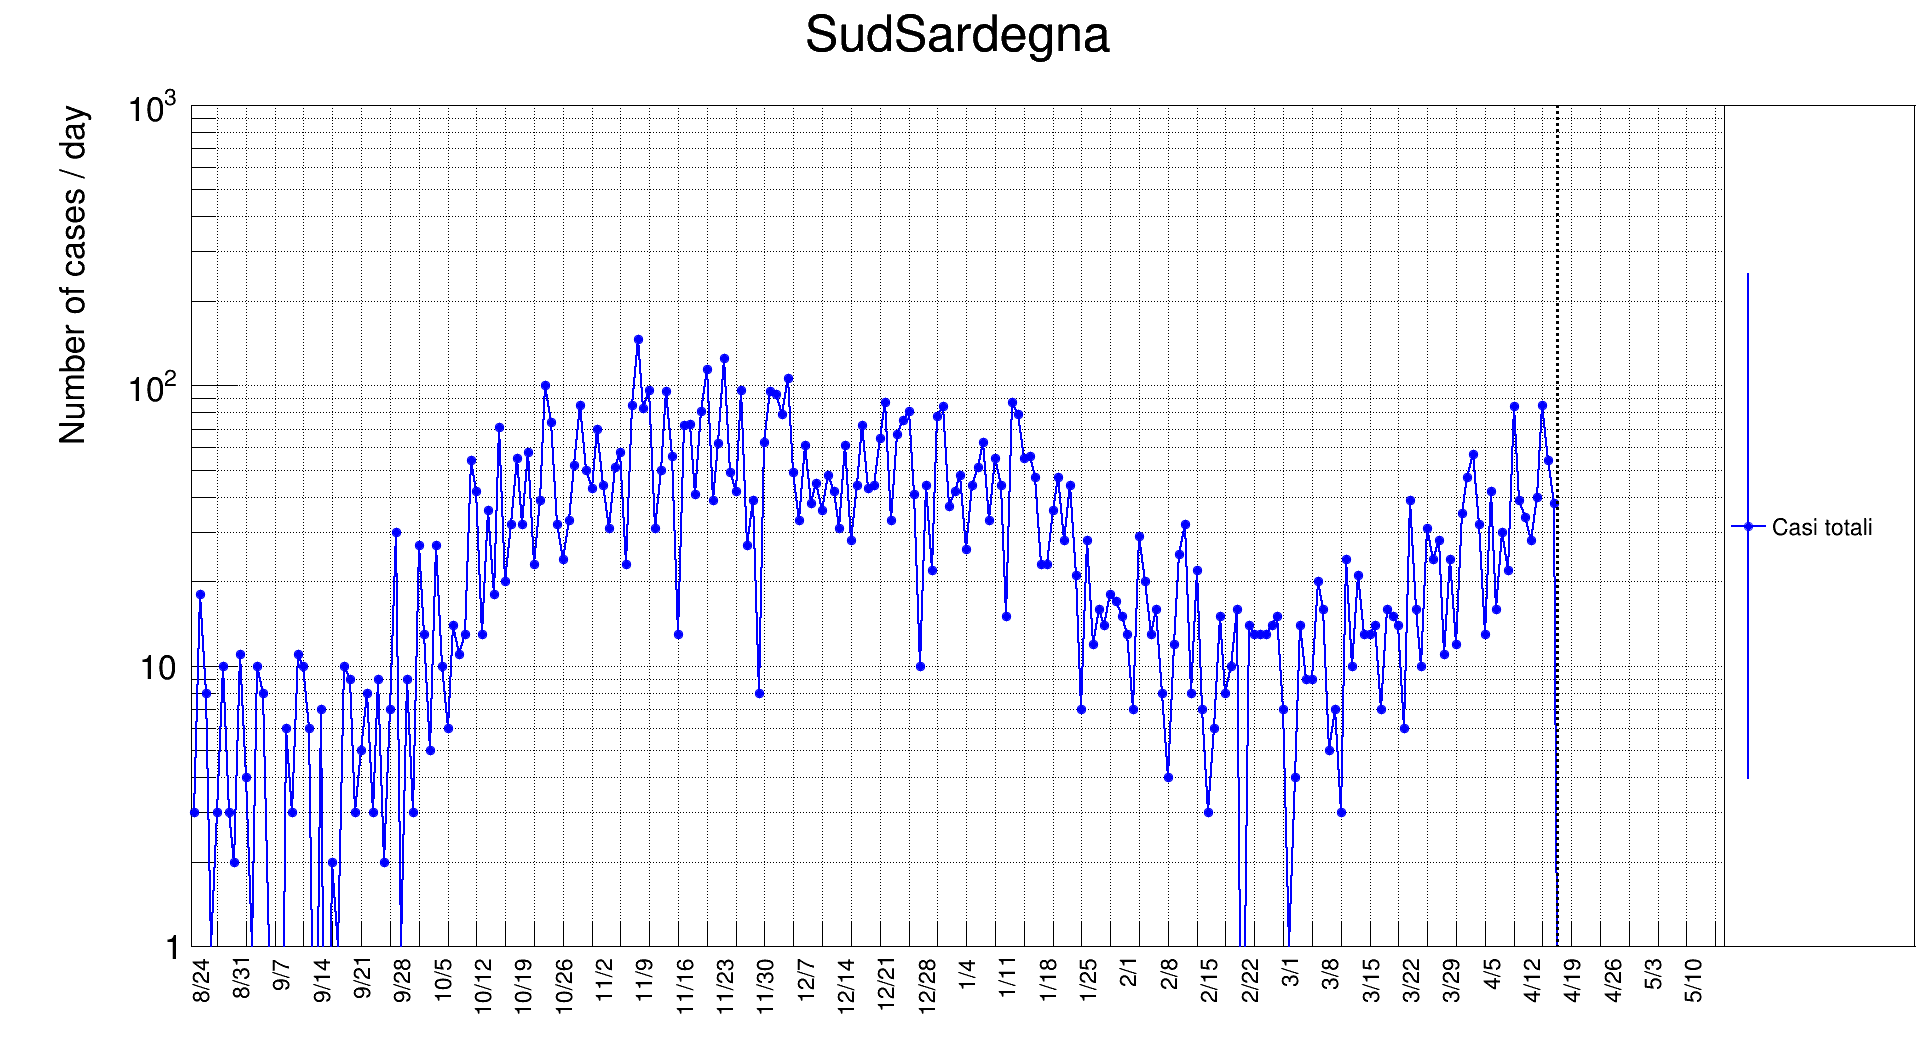 SudSardegna
Number of cases / day
10³
10²
10
1
8/24 8/31 9/7 9/14 9/21 9/28 10/5 10/12 10/19 10/26 11/2 11/9 11/16 11/23 11/30 12/7 12/14 12/21 12/28 1/4 1/11 1/18 1/25 2/1 2/8 2/15 2/22 3/1 3/8 3/15 3/22 3/29 4/5 4/12 4/19 4/26 5/3 5/10
Casi totali